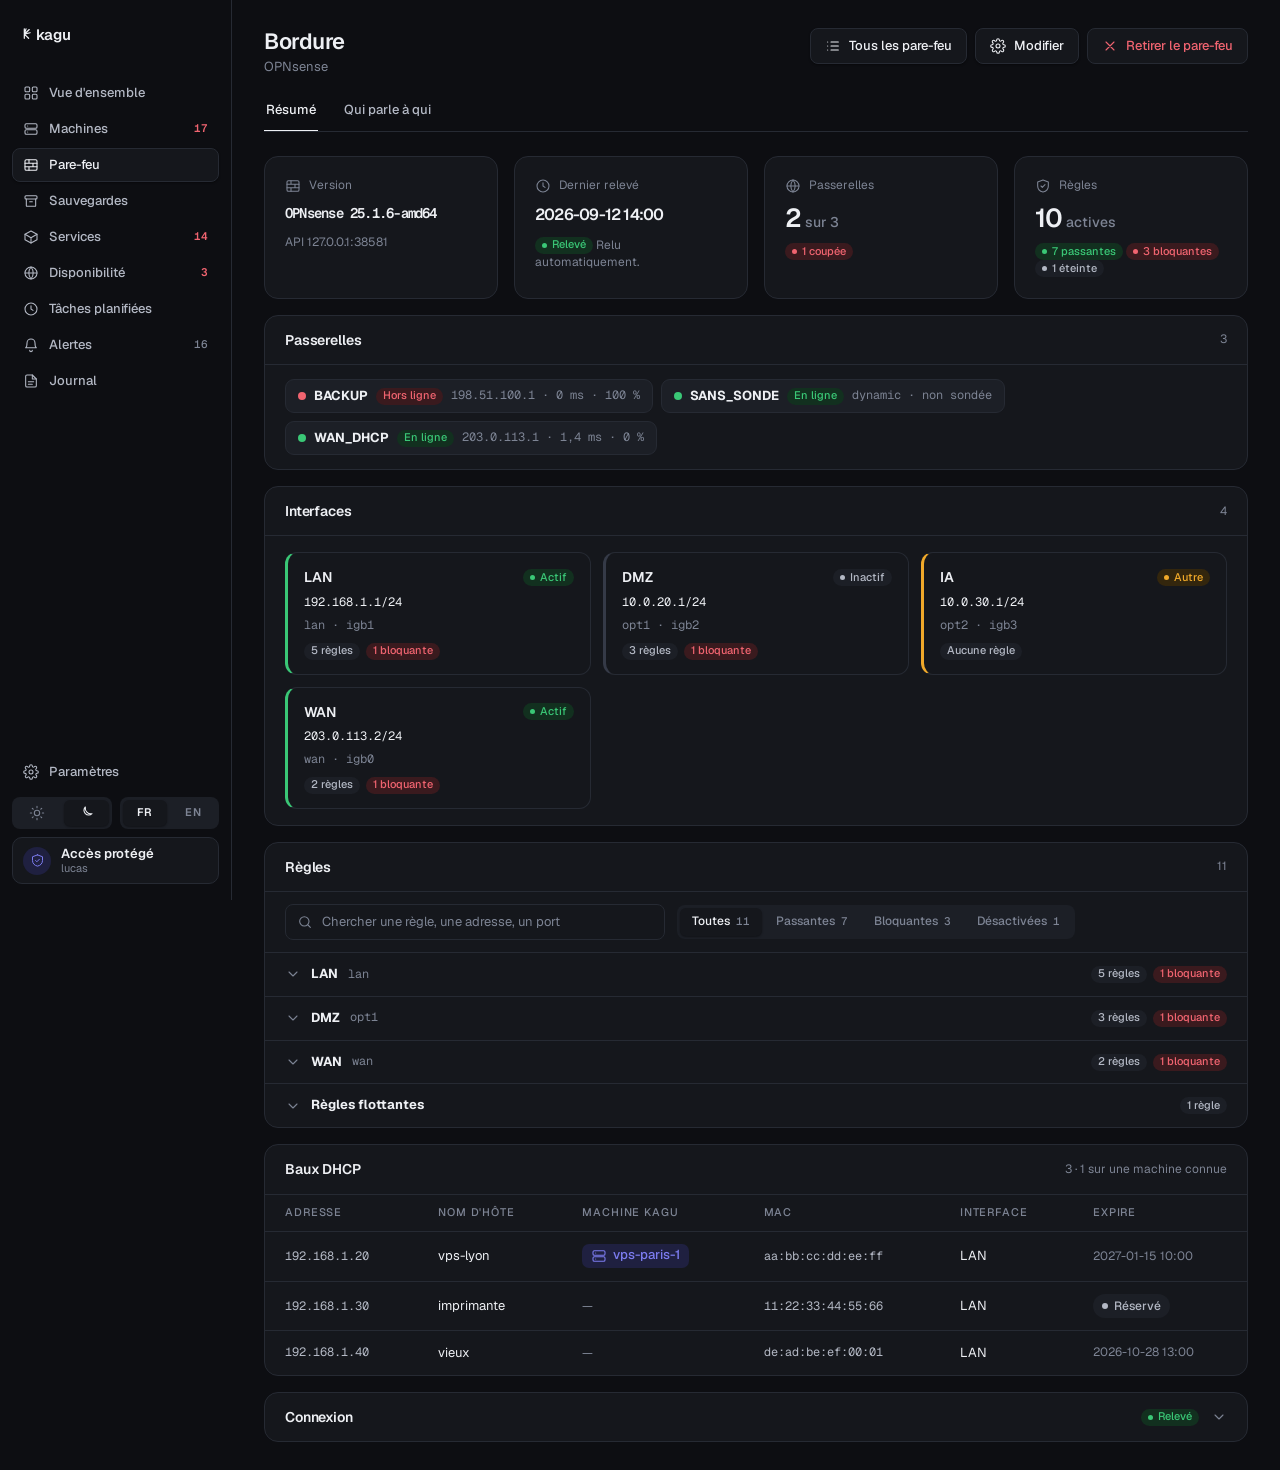 kagu
Vue d'ensemble
Machines 17
Pare-feu
Sauvegardes
Services 14
Disponibilité 3
Tâches planifiées
Alertes 16
Journal
Paramètres
FR EN
Accès protégé
lucas
Bordure
OPNsense
Tous les pare-feu
Modifier
Retirer le pare-feu
Résumé
Qui parle à qui
Version
OPNsense 25.1.6-amd64
API 127.0.0.1:38581
Dernier relevé
2026-09-12 14:00
Relevé Relu
automatiquement.
Passerelles
2 sur 3
1 coupée
Règles
10 actives
7 passantes 3 bloquantes
1 éteinte
Passerelles 3
BACKUP Hors ligne 198.51.100.1 · 0 ms · 100 %
SANS_SONDE En ligne dynamic · non sondée
WAN_DHCP En ligne 203.0.113.1 · 1,4 ms · 0 %
Interfaces 4
LAN Actif
192.168.1.1/24
lan · igb1
5 règles 1 bloquante
DMZ Inactif
10.0.20.1/24
opt1 · igb2
3 règles 1 bloquante
IA Autre
10.0.30.1/24
opt2 · igb3
Aucune règle
WAN Actif
203.0.113.2/24
wan · igb0
2 règles 1 bloquante
Règles 11
Chercher une règle, une adresse, un port
Toutes 11 Passantes 7 Bloquantes 3 Désactivées 1
LAN lan 5 règles 1 bloquante
DMZ opt1 3 règles 1 bloquante
WAN wan 2 règles 1 bloquante
Règles flottantes 1 règle
Baux DHCP 3 · 1 sur une machine connue
ADRESSE NOM D'HÔTE MACHINE KAGU MAC INTERFACE EXPIRE
192.168.1.20 vps-lyon vps-paris-1 aa:bb:cc:dd:ee:ff LAN 2027-01-15 10:00
192.168.1.30 imprimante — 11:22:33:44:55:66 LAN Réservé
192.168.1.40 vieux — de:ad:be:ef:00:01 LAN 2026-10-28 13:00
Connexion Relevé